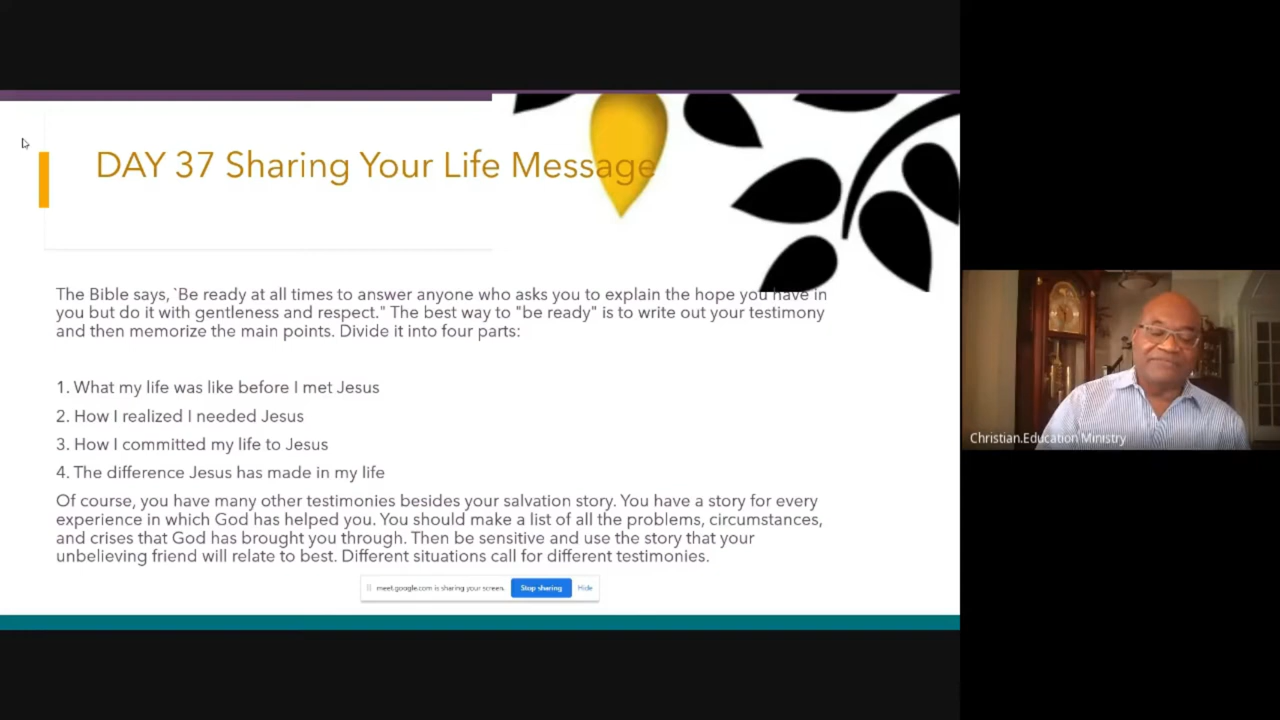 DAY 37 Sharing Your Life Message
The Bible says, `Be ready at all times to answer anyone who asks you to explain the hope you have in
you but do it with gentleness and respect." The best way to "be ready" is to write out your testimony
and then memorize the main points. Divide it into four parts:
1. What my life was like before I met Jesus
2. How I realized I needed Jesus
3. How I committed my life to Jesus
4. The difference Jesus has made in my life
Of course, you have many other testimonies besides your salvation story. You have a story for every
experience in which God has helped you. You should make a list of all the problems, circumstances,
and crises that God has brought you through. Then be sensitive and use the story that your
unbelieving friend will relate to best. Different situations call for different testimonies.
meet.google.com is sharing your screen.
Stop sharing
Hide
Christian.Education Ministry